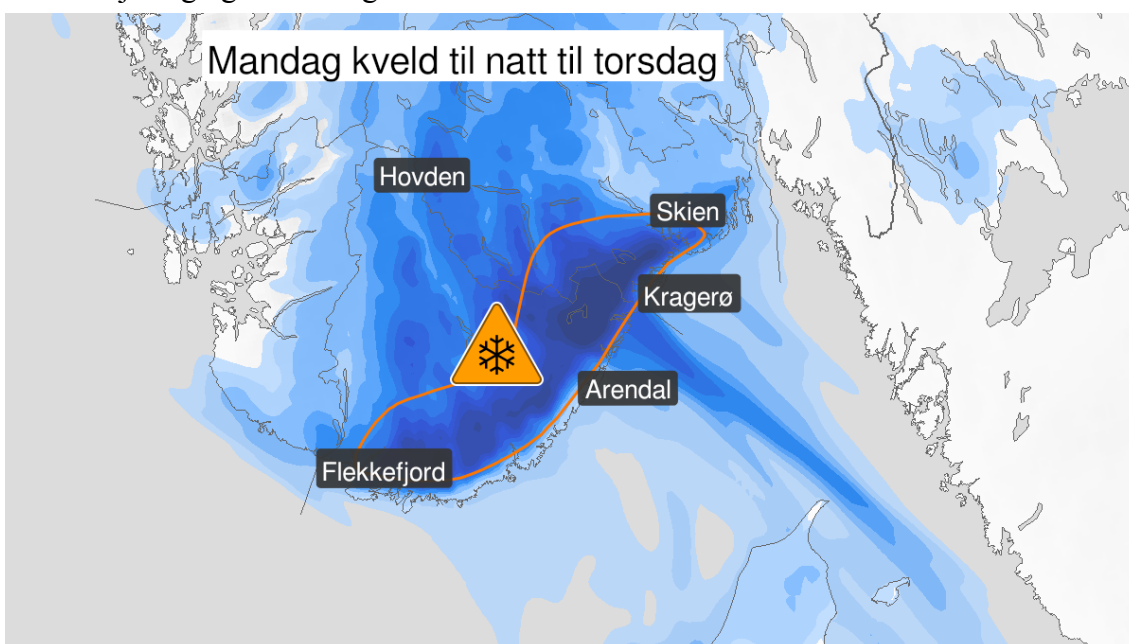 Mandag kveld til natt til torsdag
Hovden
Skien
Kragerø
Arendal
Flekkefjord